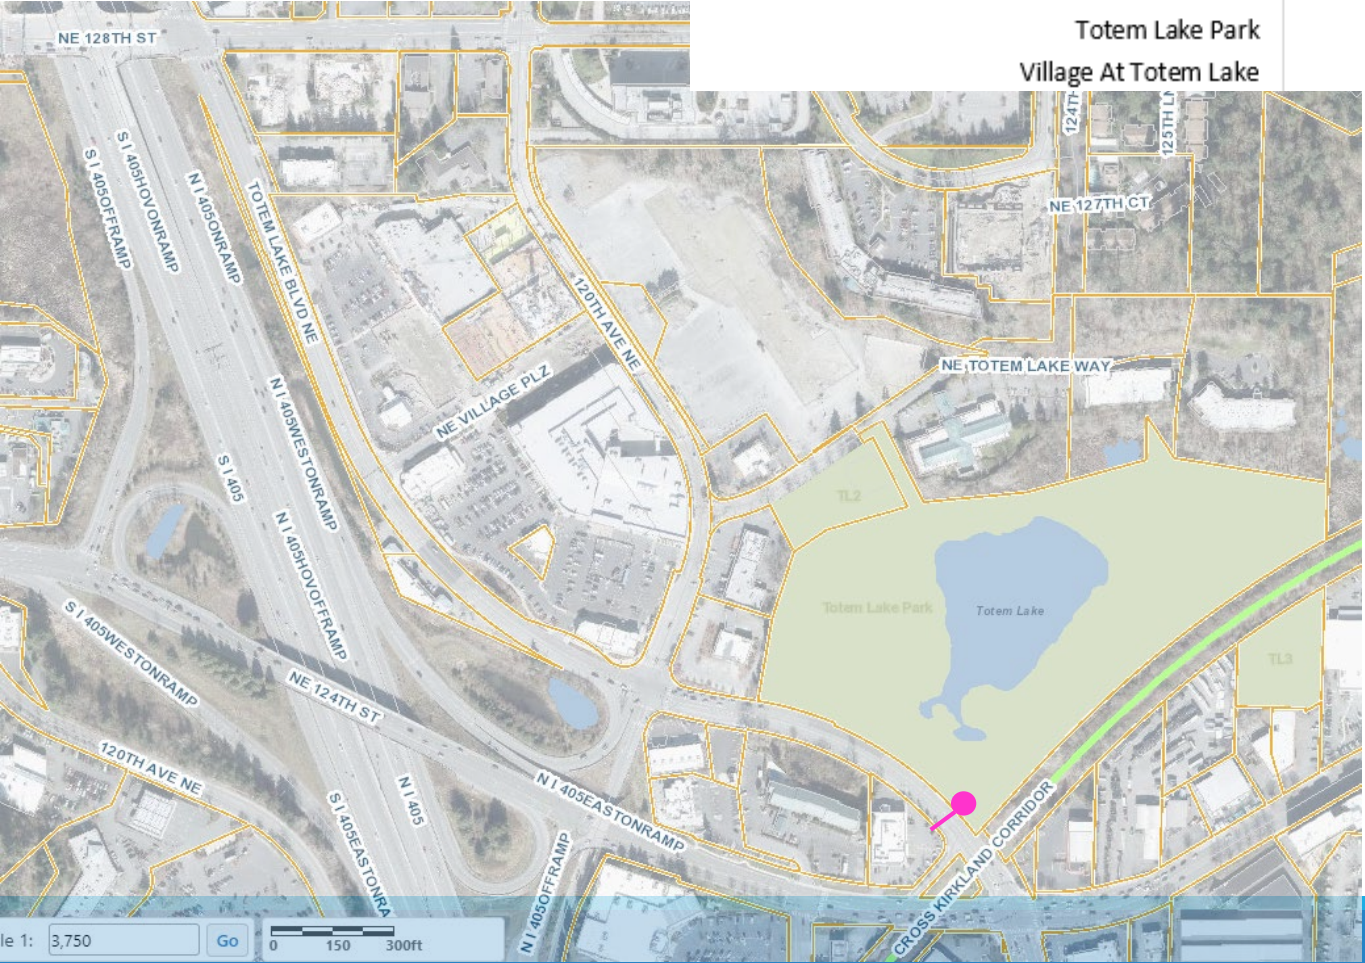 Totem Lake Park
Village At Totem Lake
NE 128TH ST
124TH
125TH LN
S I 405OFFRAMP
S I 405HOVONRAMP
N I 405ONRAMP
TOTEM LAKE BLVD NE
NE 127TH CT
120TH AVE NE
NE TOTEM LAKE WAY
NE VILLAGE PLZ
N I 405WESTONRAMP
S I 405
N I 405HOVOFFRAMP
TL2
Totem Lake Park
Totem Lake
TL3
S I 405WESTONRAMP
NE 124TH ST
120TH AVE NE
N I 405
S I 405EASTONRA
N I 405EASTONRAMP
N I 405OFFRAMP
CROSS KIRKLAND CORRIDOR
le 1: 3,750 Go
0 150 300ft